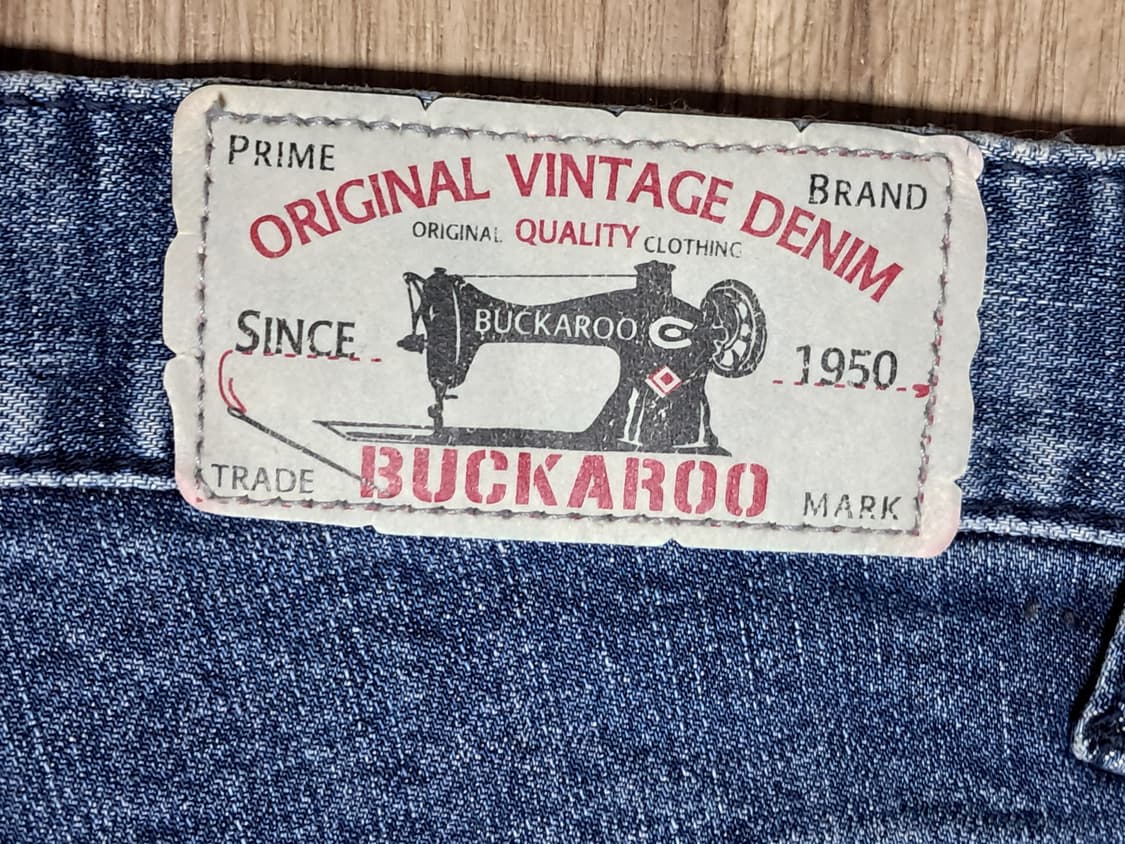 PRIME BRAND
ORIGINAL VINTAGE DENIM
ORIGINAL QUALITY CLOTHING
BUCKAROO
SINCE 1950
BUCKAROO
TRADE MARK